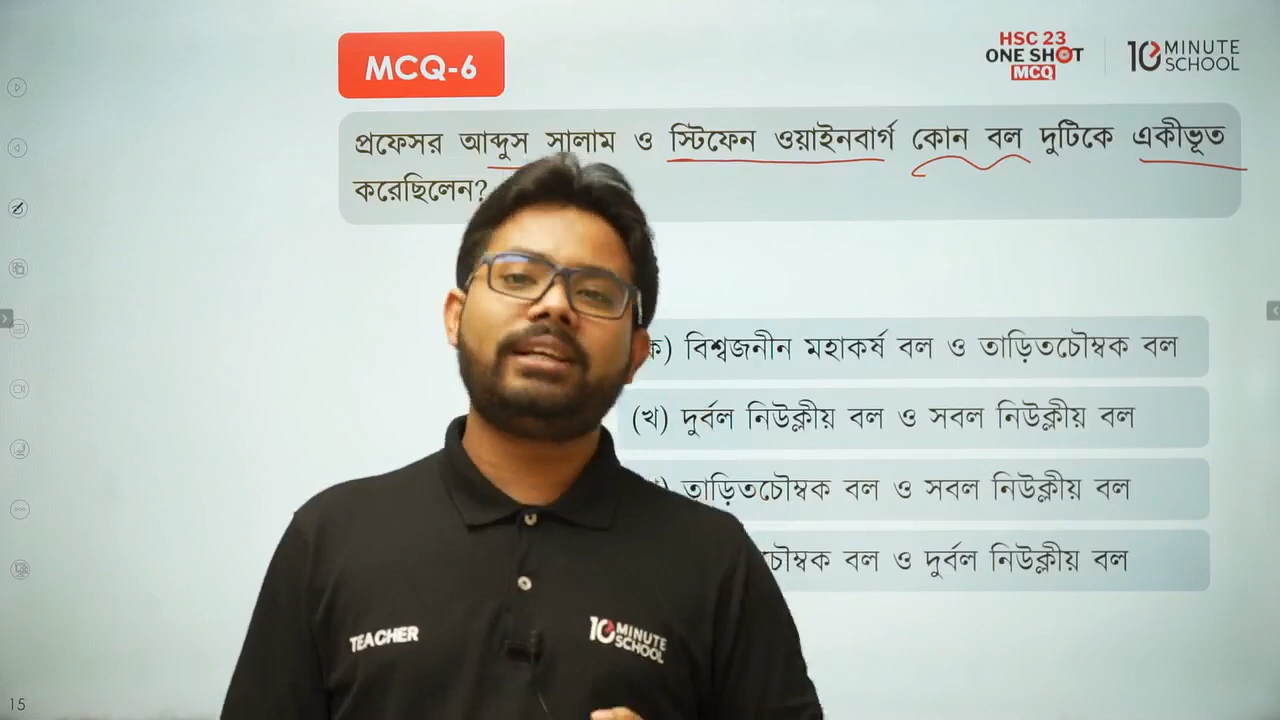 MCQ-6
HSC 23
ONE SHOT
MCQ
10 MINUTE
SCHOOL
প্রফেসর আব্দুস সালাম ও স্টিফেন ওয়াইনবার্গ কোন বল দুটিকে একীভূত
করেছিলেন?
ক) বিশ্বজনীন মহাকর্ষ বল ও তাড়িতচৌম্বক বল
(খ) দুর্বল নিউক্লীয় বল ও সবল নিউক্লীয় বল
তাড়িতচৌম্বক বল ও সবল নিউক্লীয় বল
চৌম্বক বল ও দুর্বল নিউক্লীয় বল
TEACHER
10 MINUTE
SCHOOL
15